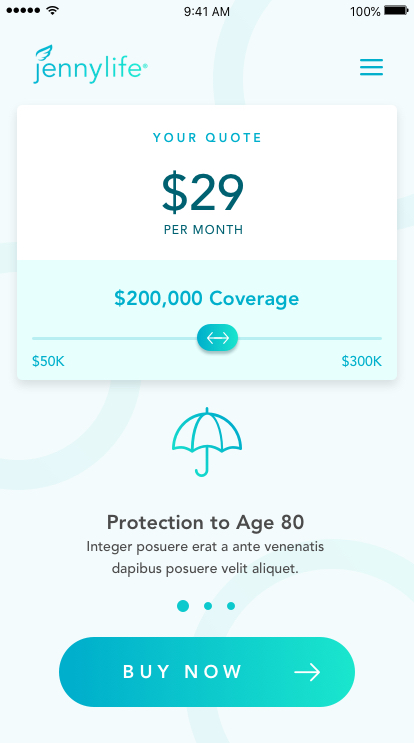 9:41 AM
100%
jennylife®
YOUR QUOTE
$29
PER MONTH
$200,000 Coverage
$50K
$300K
Protection to Age 80
Integer posuere erat a ante venenatis
dapibus posuere velit aliquet.
BUY NOW